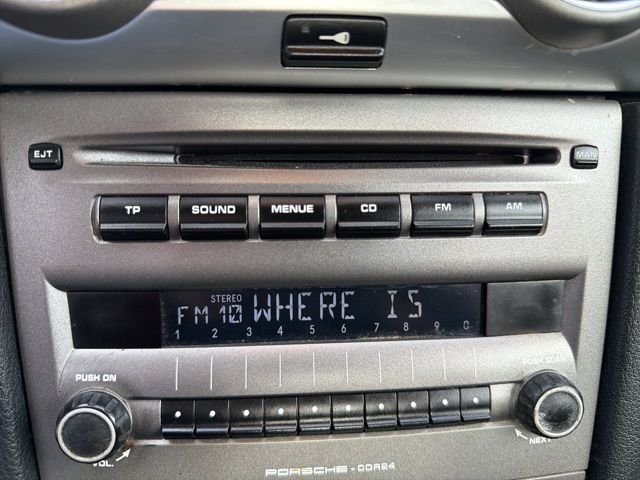 EJT
MAN
TP SOUND MENUE CD FM AM
STEREO
FM 10 WHERE IS
1 2 3 4 5 6 7 8 9 0
PUSH ON
PUSH SCAN
VOL.
NEXT
PORSCHE - CDR24